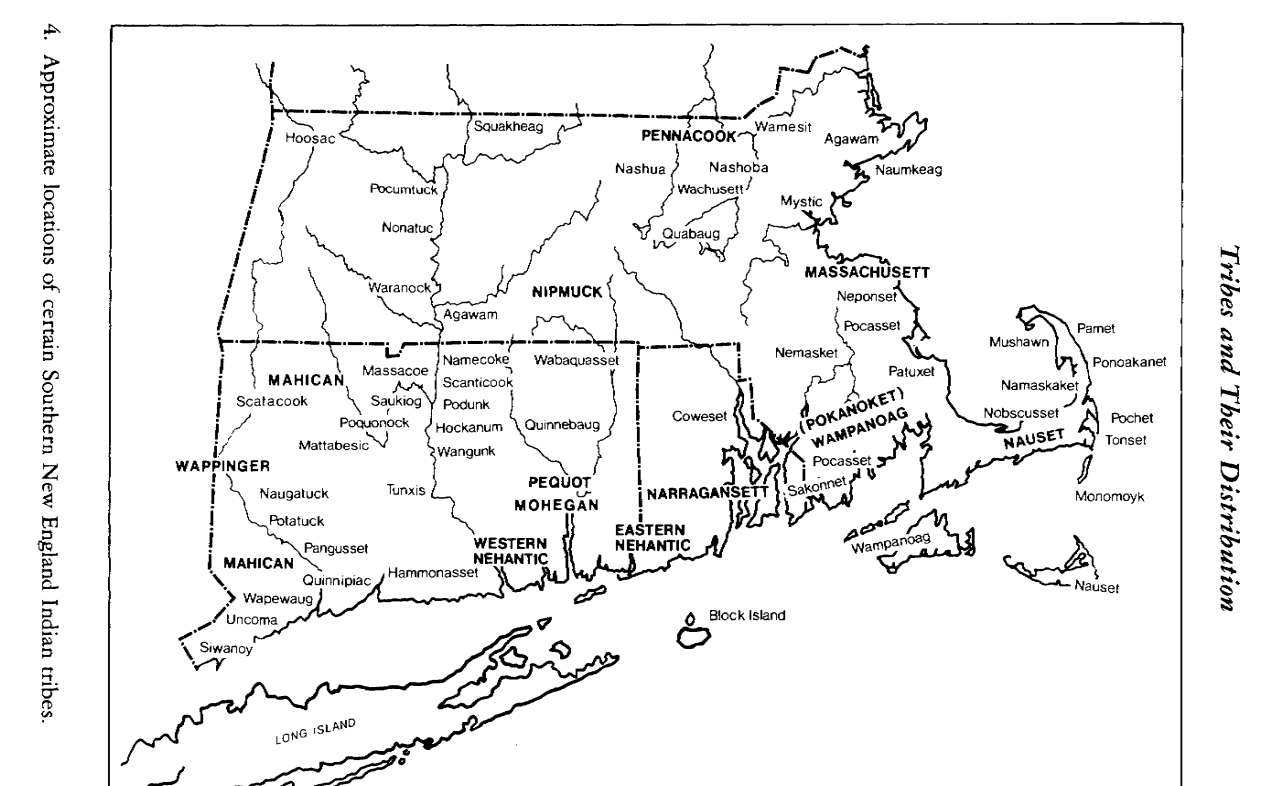 Tribes and Their Distribution
Squakheag
Hoosac
PENNACOOK
Wamesit
Agawam
Nashua
Nashoba
Naumkeag
Pocumtuck
Wachusett
Mystic
Nonatuc
Quabaug
MASSACHUSETT
Waranock
NIPMUCK
Neponset
Agawam
Pocasset
Pamet
Mushawn
Nemasket
Namecoke
Wabaquasset
Ponoakanet
Massacoe
Patuxet
MAHICAN
Scanticook
Namaskaket
Scatacook
Saukiog
Podunk
(POKANOKET)
WAMPANOAG
Coweset
Nobscusset
Pochet
Poquonock
Hockanum
Quinnebaug
Mattabesic
NAUSET
Tonset
Wangunk
WAPPINGER
Pocasset
PEQUOT
Sakonnet
Naugatuck
Tunxis
NARRAGANSETT
MOHEGAN
Monomoyk
Potatuck
EASTERN
NEHANTIC
WESTERN
NEHANTIC
Pangusset
Wampanoag
MAHICAN
Quinnipiac
Hammonasset
Nauset
Wapewaug
Uncoma
Block Island
Siwanoy
LONG ISLAND
4. Approximate locations of certain Southern New England Indian tribes.